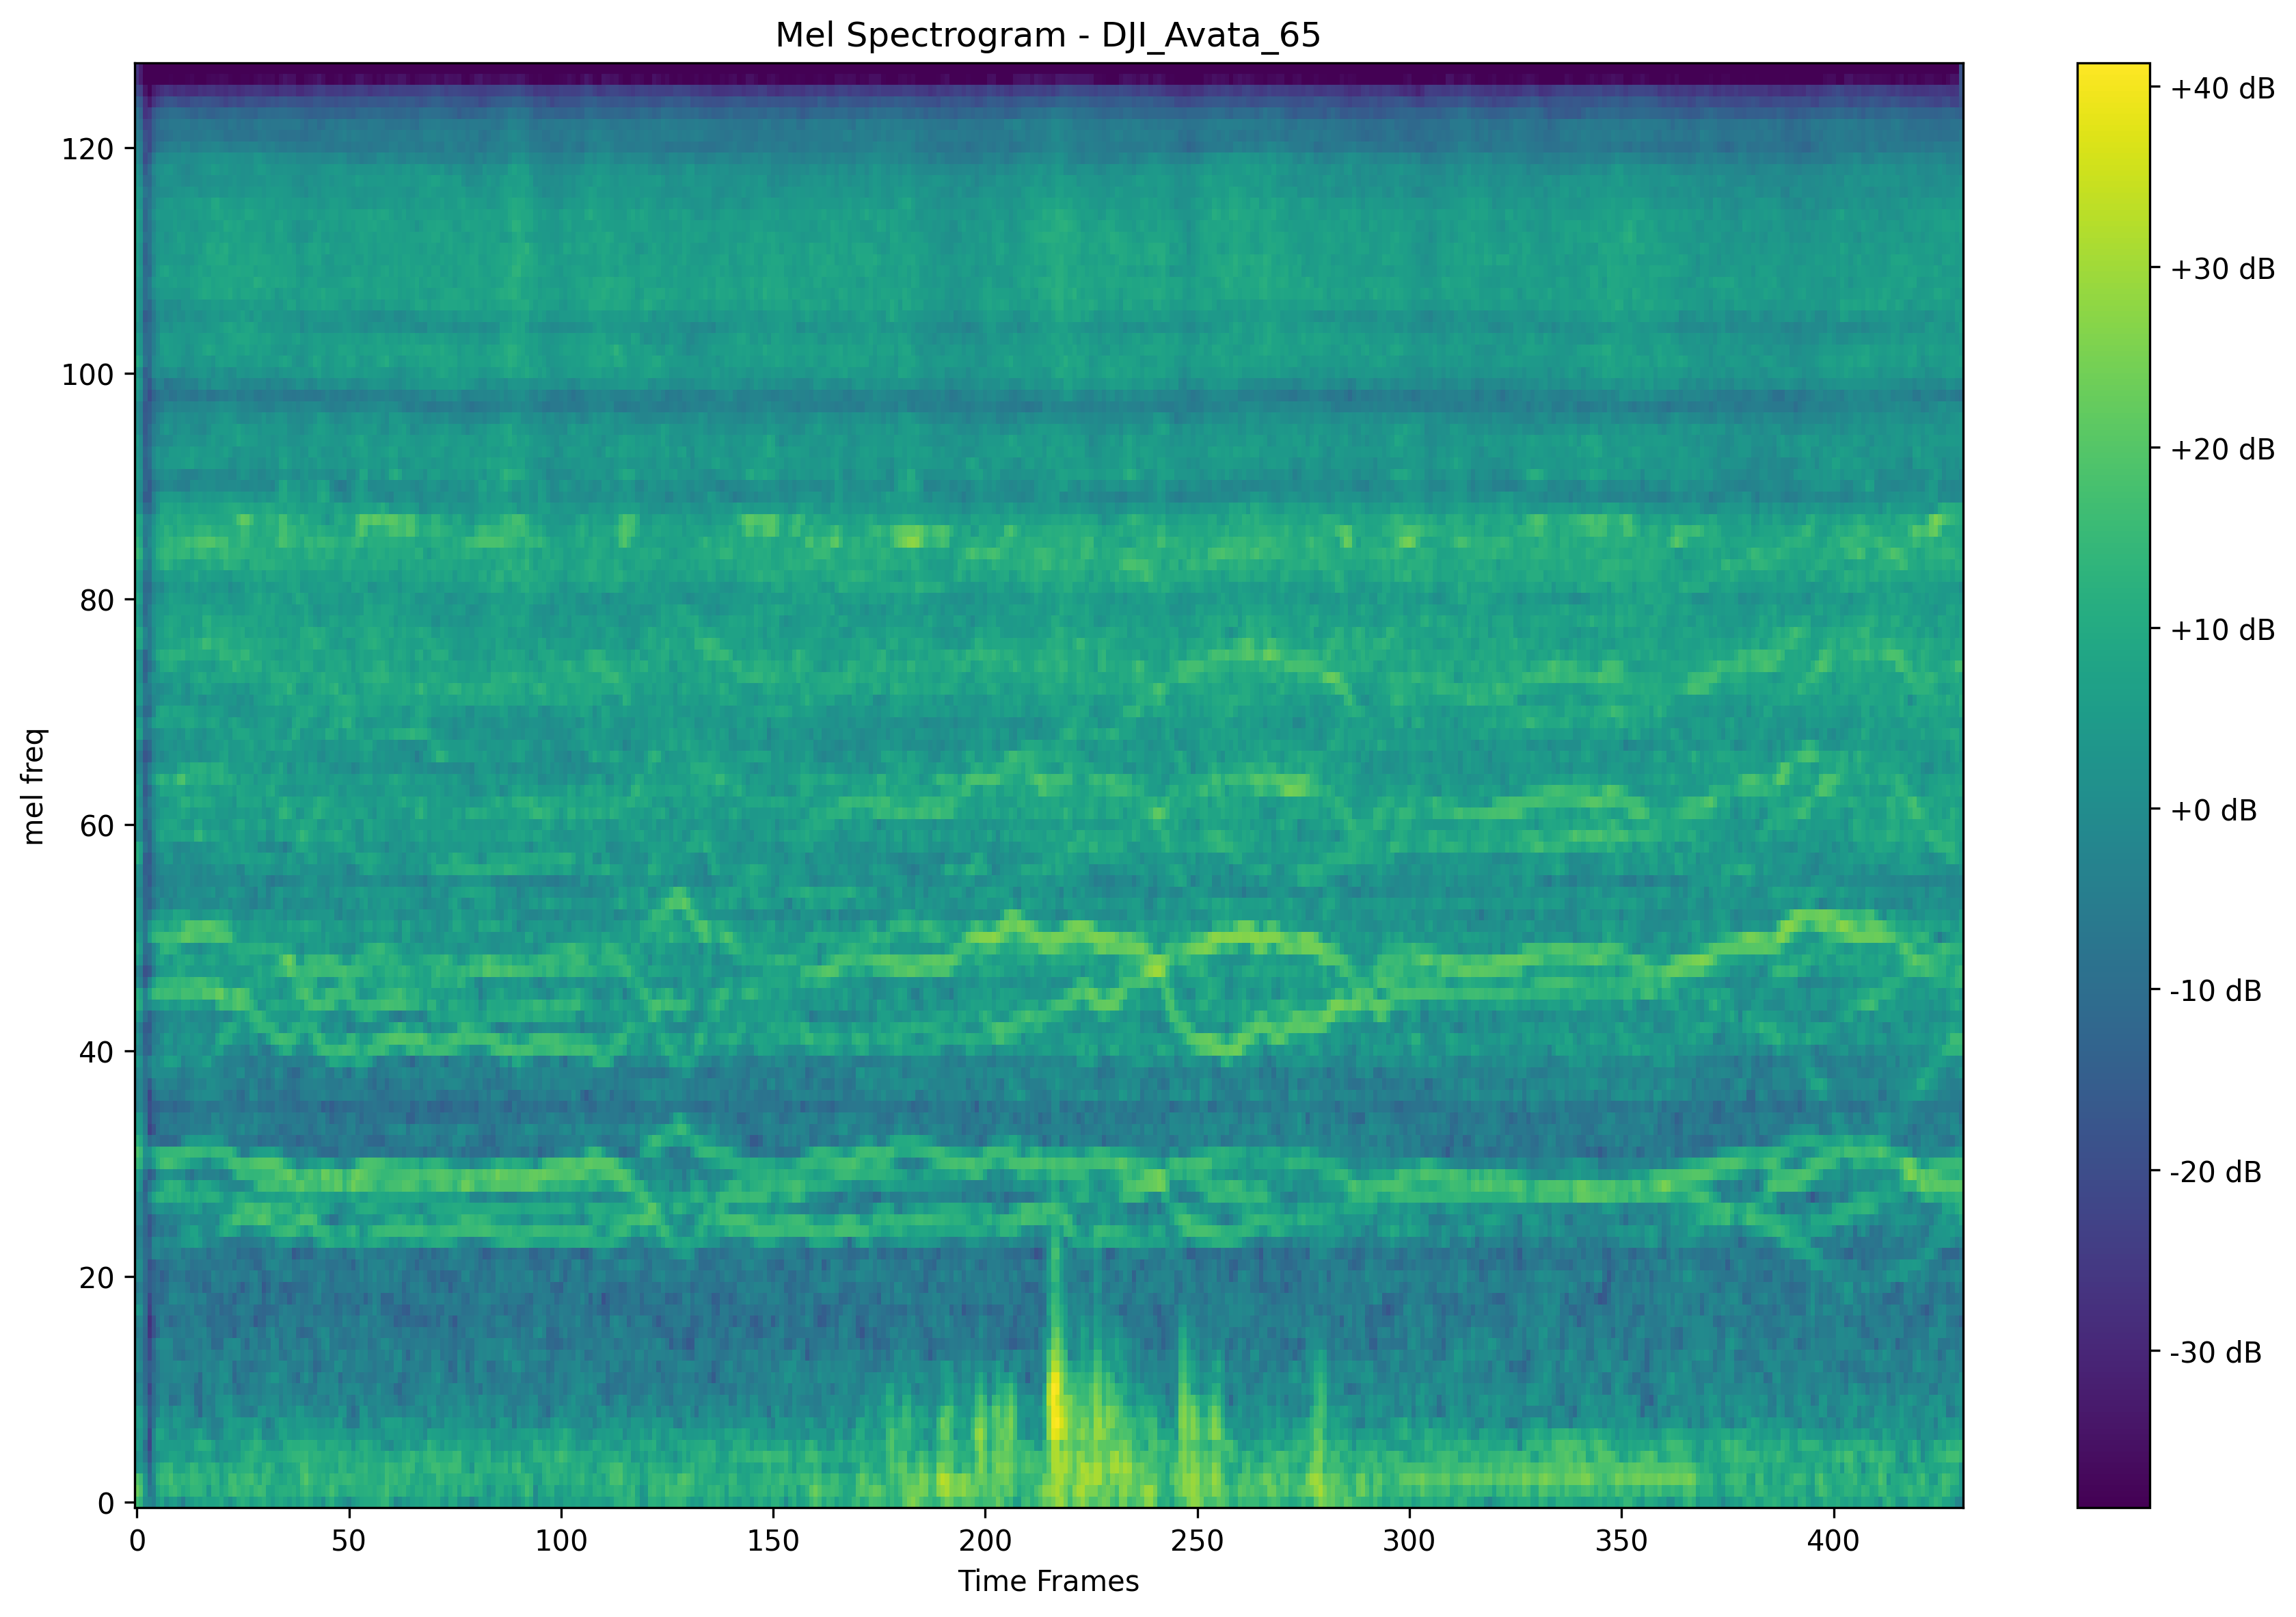 Mel Spectrogram - DJI_Avata_65
mel freq
120
100
80
60
40
20
0
0 50 100 150 200 250 300 350 400
Time Frames
+40 dB
+30 dB
+20 dB
+10 dB
+0 dB
-10 dB
-20 dB
-30 dB